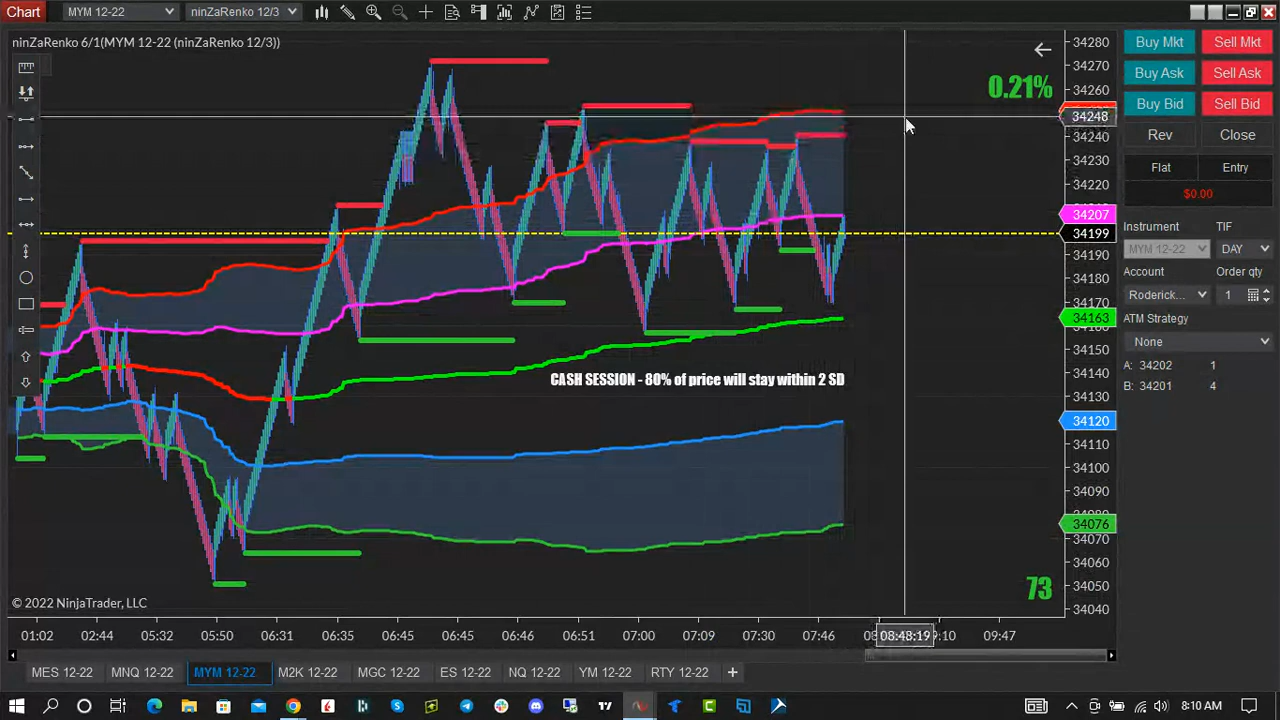 Chart MYM 12-22 ninZaRenko 12/3
ninZaRenko 6/1(MYM 12-22 (ninZaRenko 12/3))
0.21%
34280
34270
34260
34248
34240
34230
34220
34207
34199
34190
34180
34170
34163
34150
34140
34130
34120
34110
34100
34090
34080
34076
34070
34060
34050
34040
CASH SESSION - 80% of price will stay within 2 SD
73
© 2022 NinjaTrader, LLC
01:02 02:44 05:32 05:50 06:31 06:35 06:45 06:45 06:46 06:51 07:00 07:09 07:30 07:46 08:48:19 09:47
Buy Mkt Sell Mkt
Buy Ask Sell Ask
Buy Bid Sell Bid
Rev Close
Flat Entry
$0.00
Instrument TIF
MYM 12-22 DAY
Account Order qty
Roderick... 1
ATM Strategy
None
A: 34202 1
B: 34201 4
MES 12-22 MNQ 12-22 MYM 12-22 M2K 12-22 MGC 12-22 ES 12-22 NQ 12-22 YM 12-22 RTY 12-22 +
8:10 AM